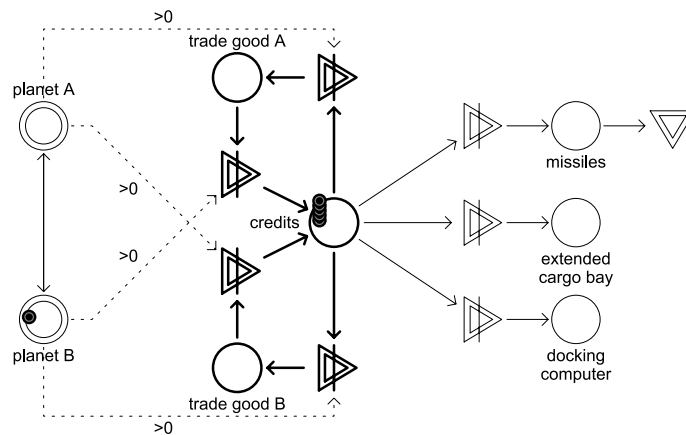 >0
trade good A
planet A
missiles
>0
credits
>0
extended
cargo bay
planet B
docking
computer
trade good B
>0